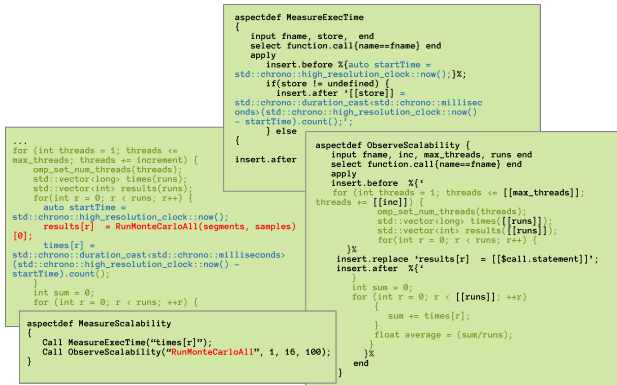 aspectdef MeasureExecTime
{
input fname, store, end
select function.call{name==fname} end
apply
insert.before %{auto startTime =
std::chrono::high_resolution_clock::now();}%;
if(store != undefined) {
insert.after ‘[[store]] =
std::chrono::duration_cast<std::chrono::millisec
onds>(std::chrono::high_resolution_clock::now()
– startTime).count();’;
} else
{
insert.after
...
for (int threads = 1; threads <=
max_threads; threads += increment) {
omp_set_num_threads(threads);
std::vector<long> times(runs);
std::vector<int> results(runs);
for(int r = 0; r < runs; r++) {
auto startTime =
std::chrono::high_resolution_clock::now();
results[r] = RunMonteCarloAll(segments, samples)
[0];
times[r] =
std::chrono::duration_cast<std::chrono::milliseconds>
(std::chrono::high_resolution_clock::now() –
startTime).count();
}
int sum = 0;
for (int r = 0; r < runs; ++r) {
aspectdef ObserveScalability {
input fname, inc, max_threads, runs end
select function.call{name==fname} end
apply
insert.before %{‘
for (int threads = 1; threads <= [[max_threads]];
threads += [[inc]]) {
omp_set_num_threads(threads);
std::vector<long> times([[runs]]);
std::vector<int> results([[runs]]);
for(int r = 0; r < runs; r++) {
}%
insert.replace ‘results[r] = [[$call.statement]]’;
insert.after %{‘
}
int sum = 0;
for (int r = 0; r < [[runs]]; ++r)
{
sum += times[r];
}
float average = (sum/runs);
}
}%
end
}
aspectdef MeasureScalability
{
Call MeasureExecTime(“times[r]”);
Call ObserveScalability(“RunMonteCarloAll”, 1, 16, 100);
}